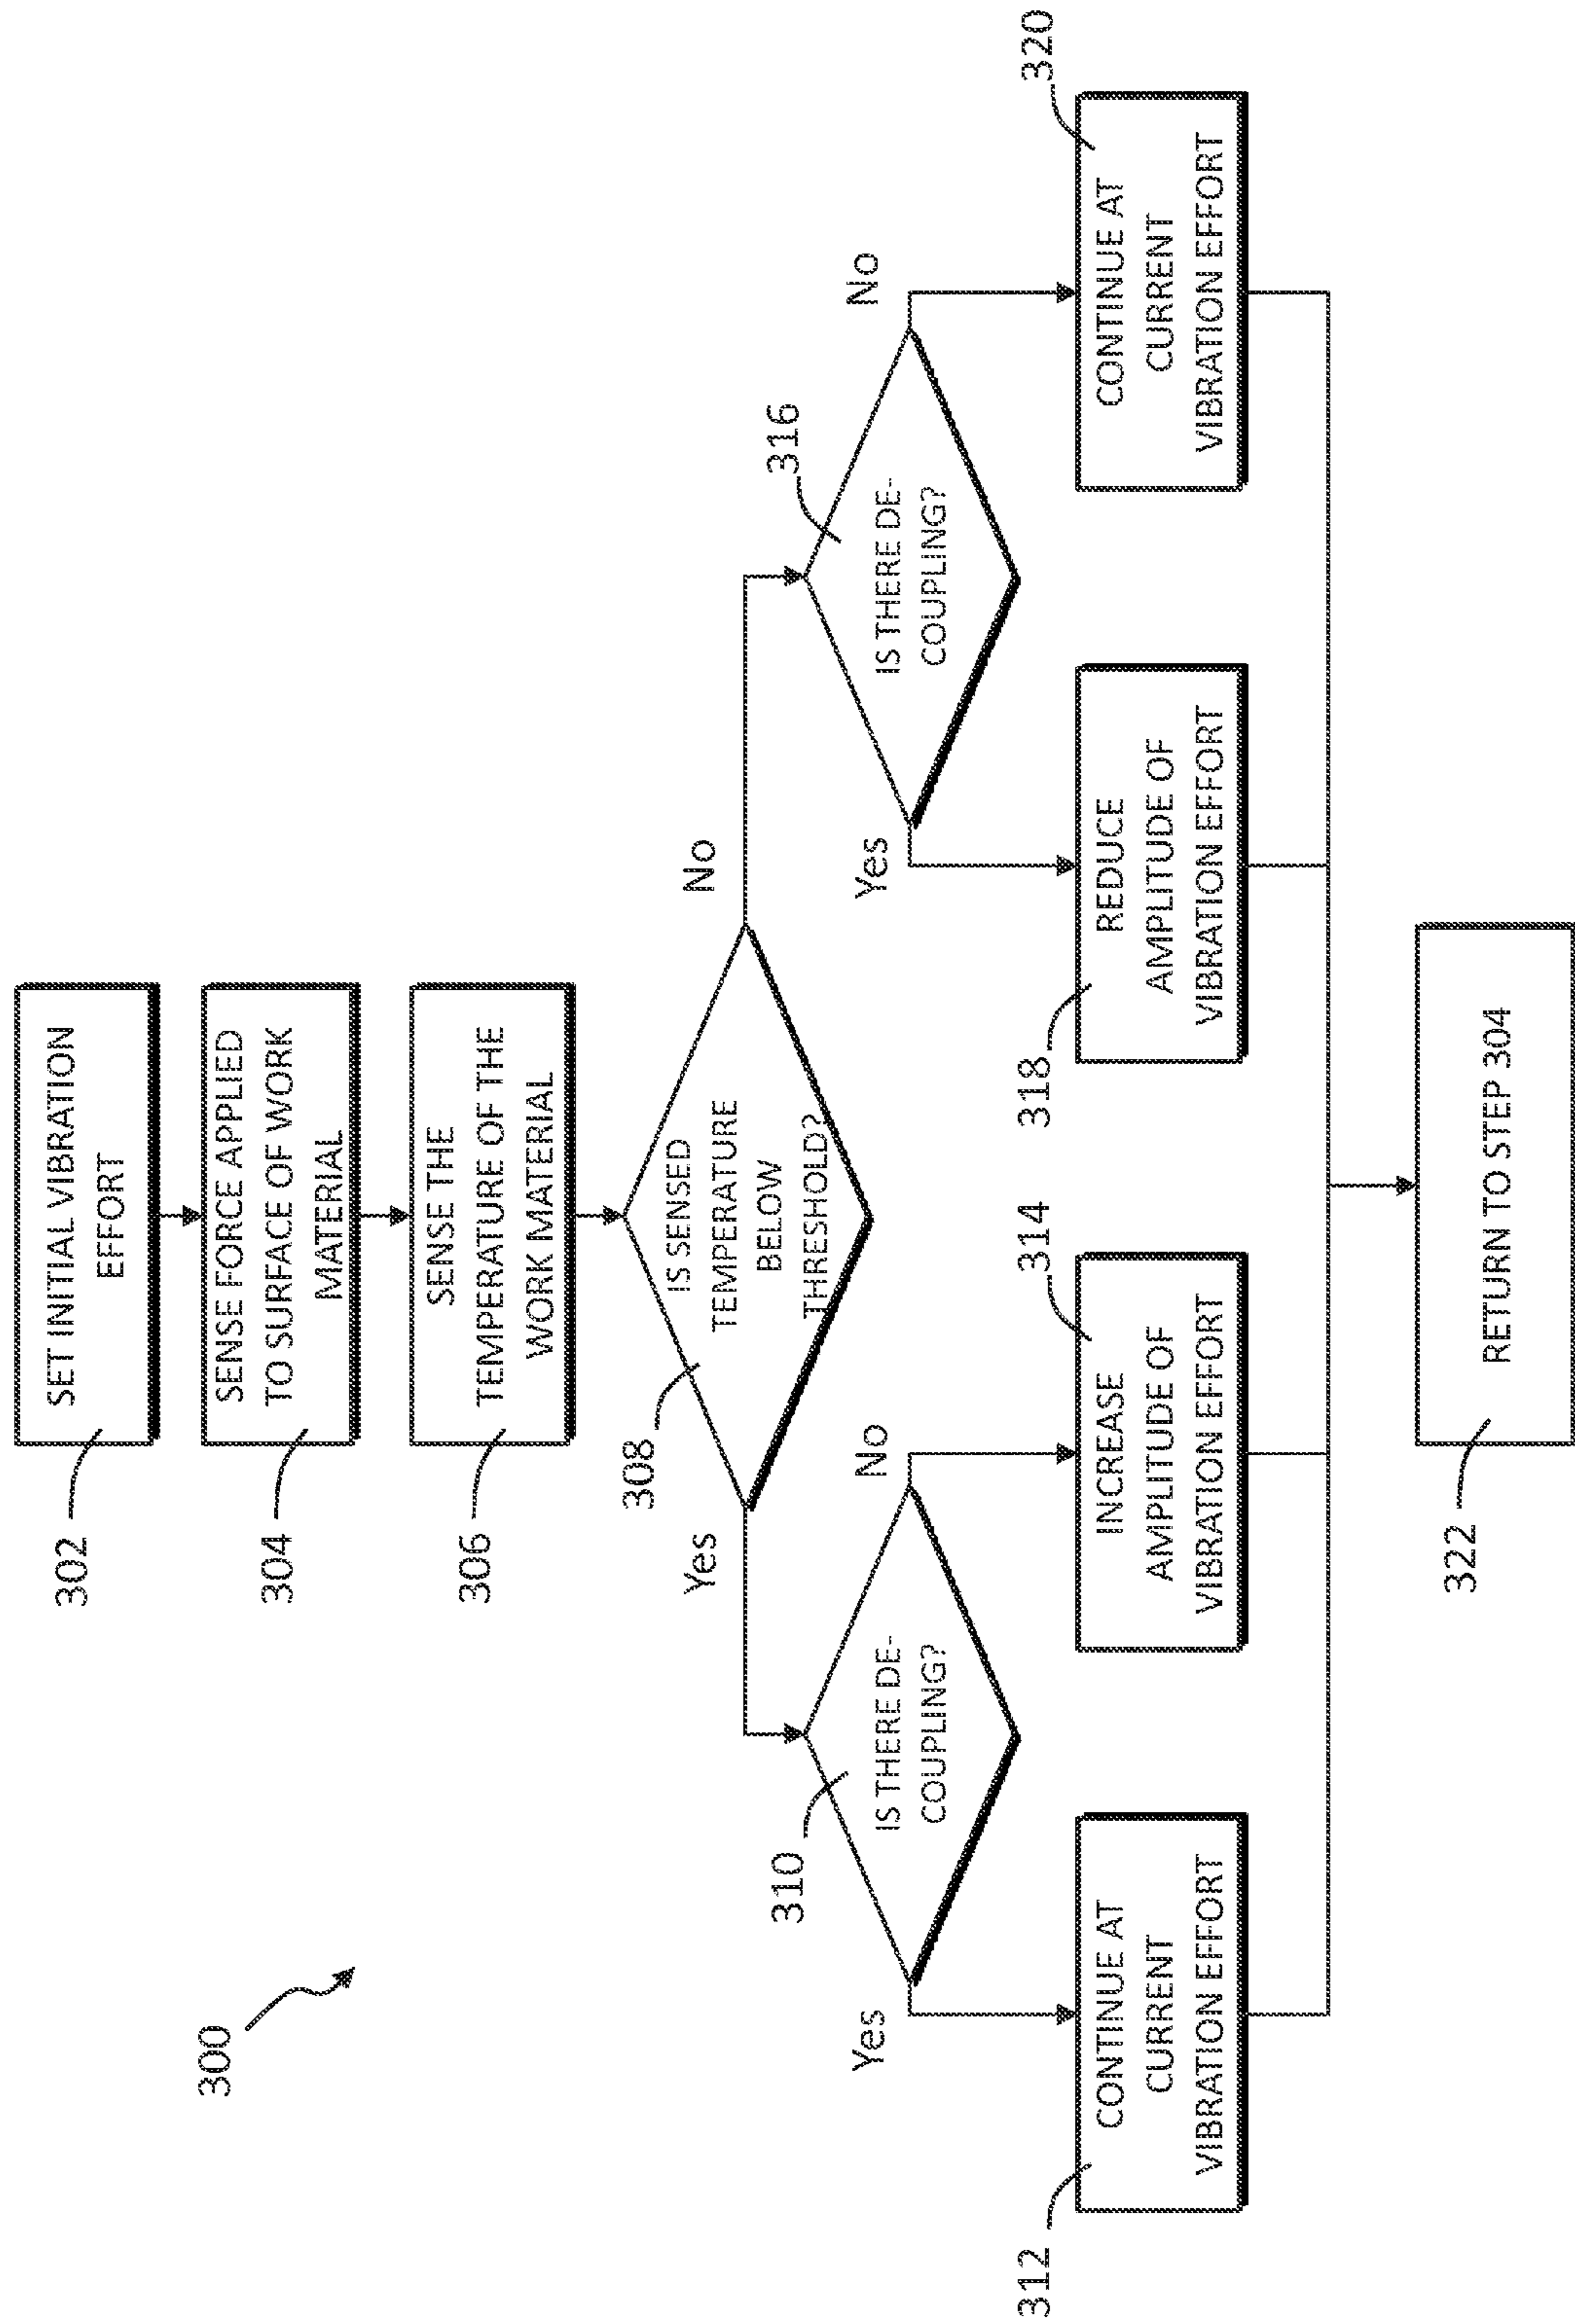 300
302
SET INITIAL VIBRATION
EFFORT
304
SENSE FORCE APPLIED
TO SURFACE OF WORK
MATERIAL
306
SENSE THE
TEMPERATURE OF THE
WORK MATERIAL
308
IS SENSED
TEMPERATURE
BELOW
THRESHOLD?
Yes
No
310
IS THERE DE-
COUPLING?
316
IS THERE DE-
COUPLING?
Yes
No
Yes
No
312
CONTINUE AT
CURRENT
VIBRATION EFFORT
314
INCREASE
AMPLITUDE OF
VIBRATION EFFORT
318
REDUCE
AMPLITUDE OF
VIBRATION EFFORT
320
CONTINUE AT
CURRENT
VIBRATION EFFORT
322
RETURN TO STEP 304